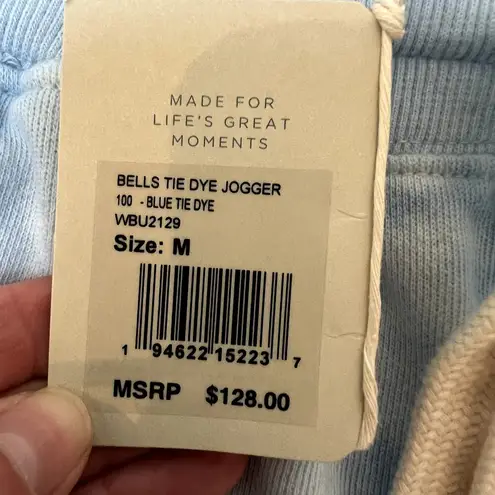 MADE FOR
LIFE'S GREAT
MOMENTS
BELLS TIE DYE JOGGER
100 - BLUE TIE DYE
WBU2129
Size: M
1 94622 15223 7
MSRP $128.00